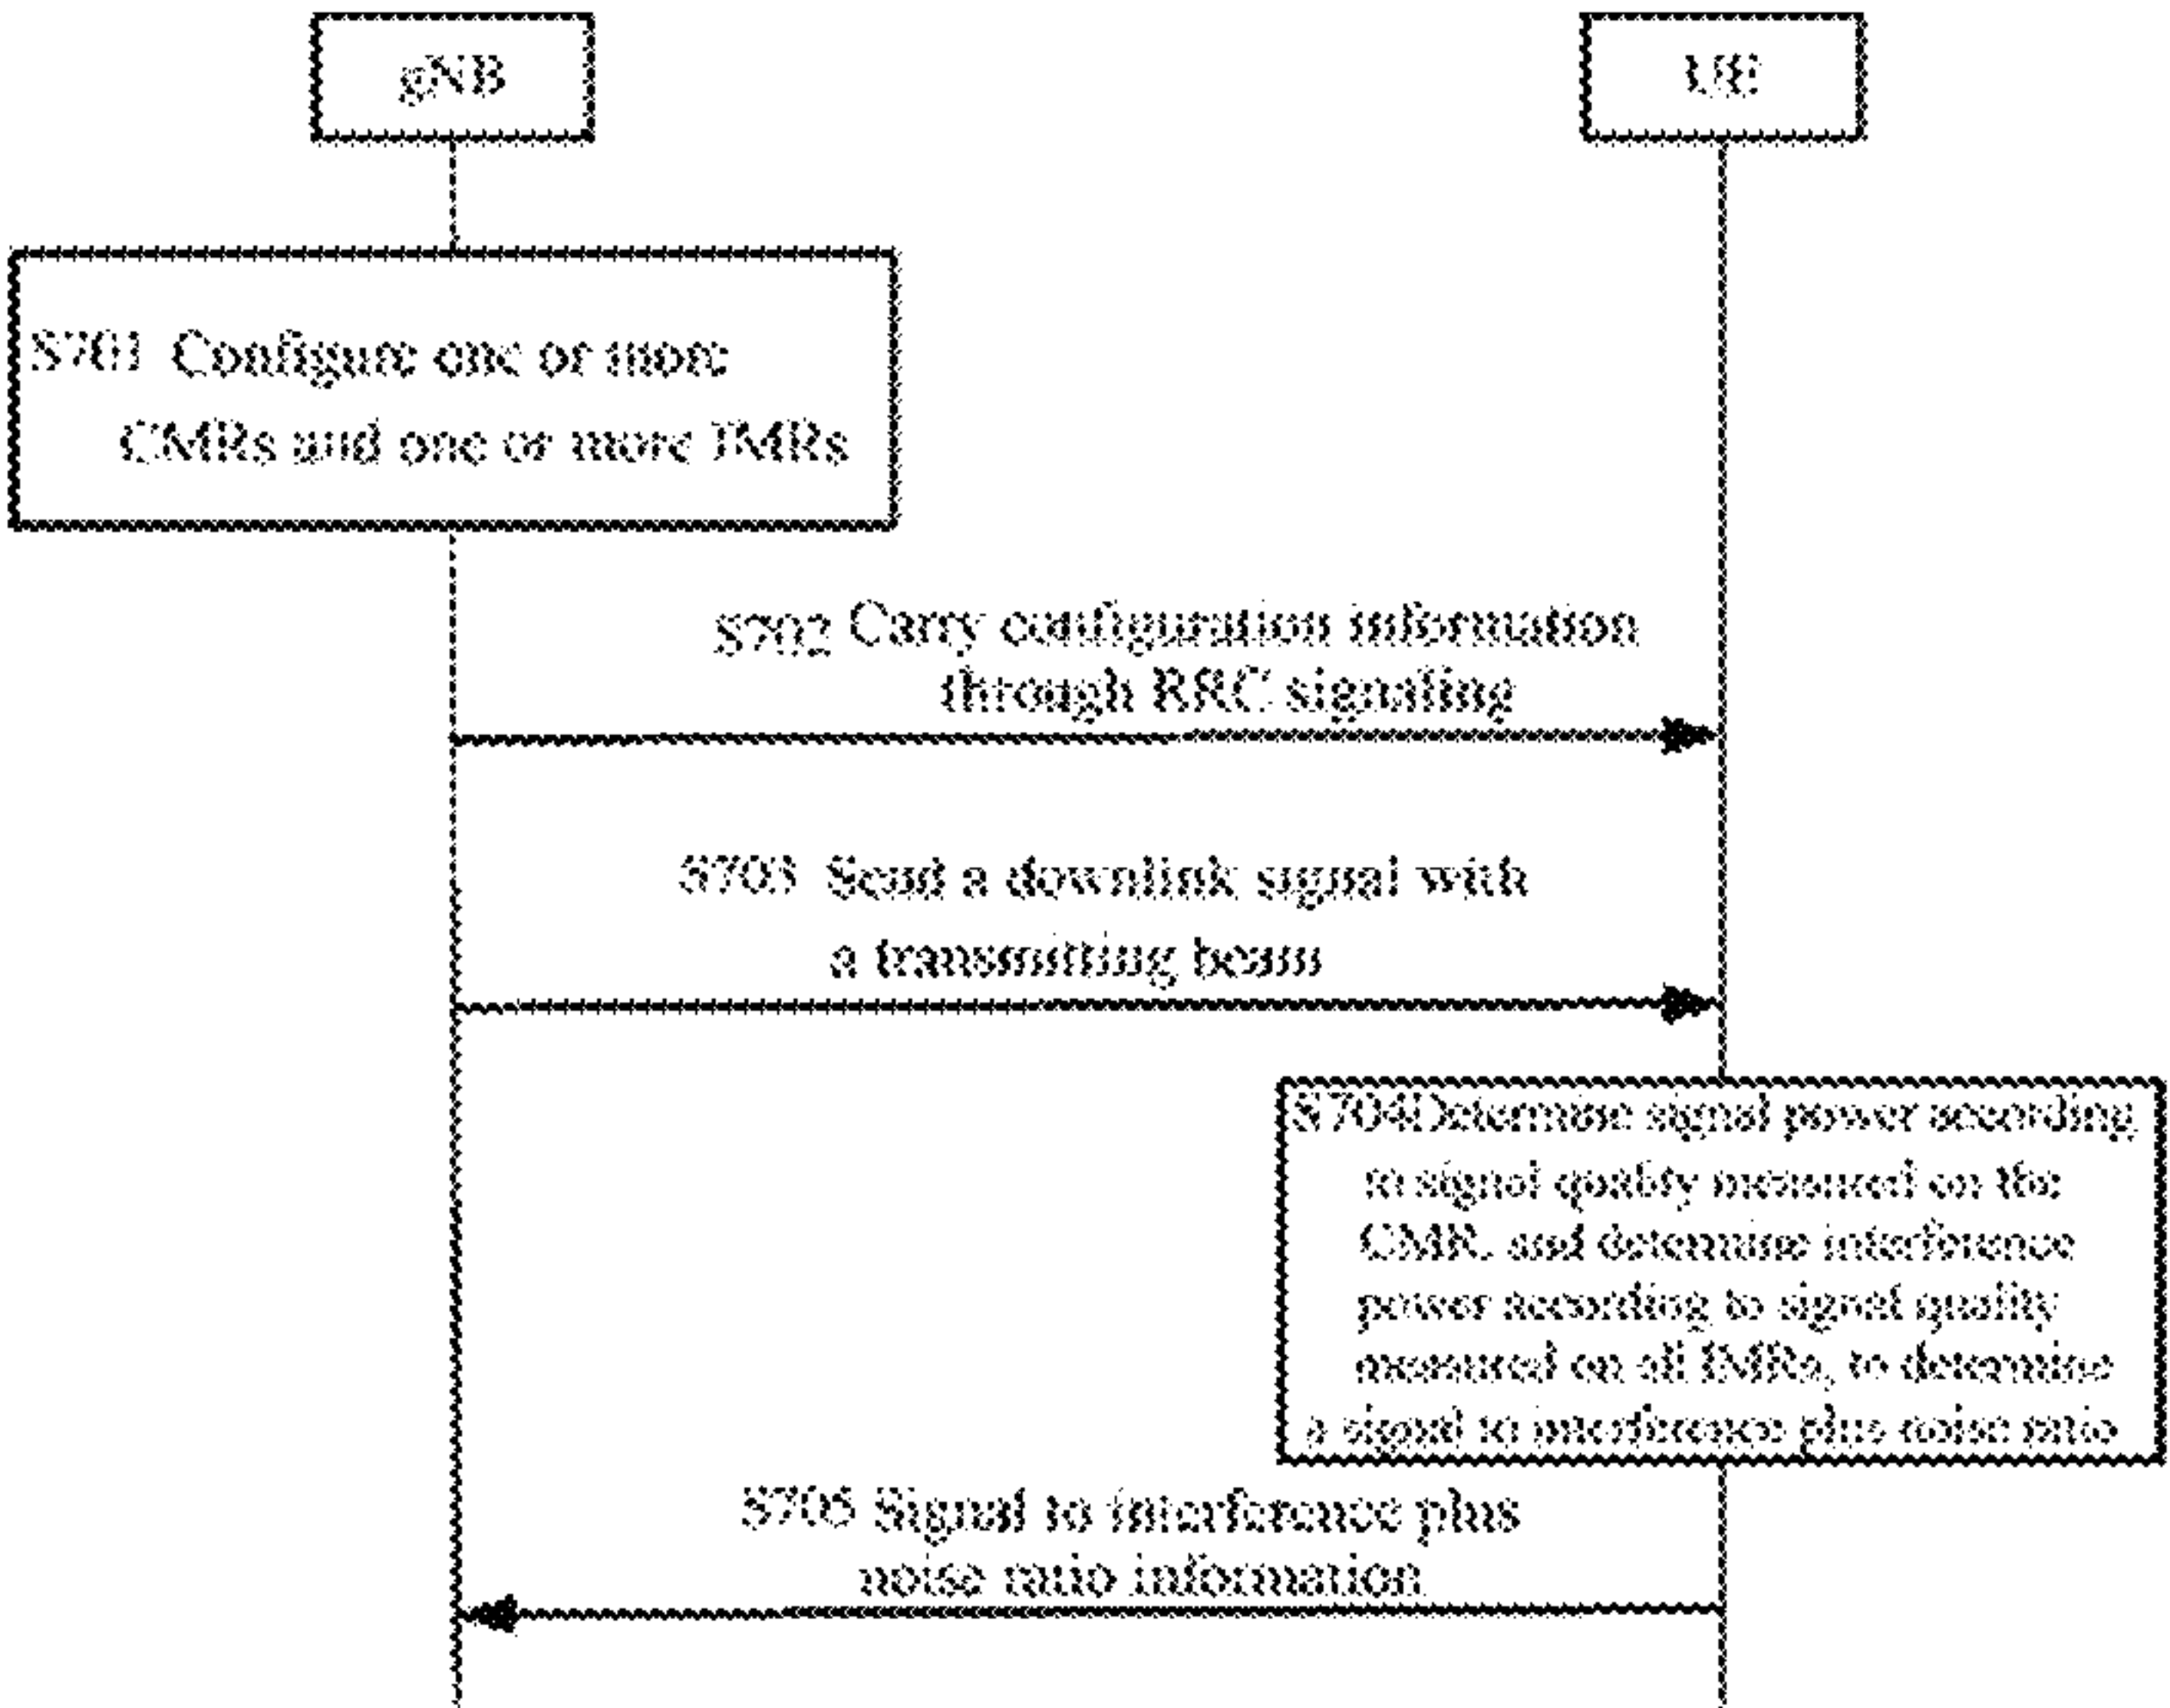 gNB
UE
S701 Configure one or more
CMRs and one or more IMRs
S702 Carry configuration information
through RRC signaling
S703 Send a downlink signal with
a transmitting beam
S704 Determine signal power according
to signal quality measured on the
CMR, and determine interference
power according to signal quality
measured on all IMRs, to determine
a signal to interference plus noise ratio
S705 Signal to interference plus
noise ratio information